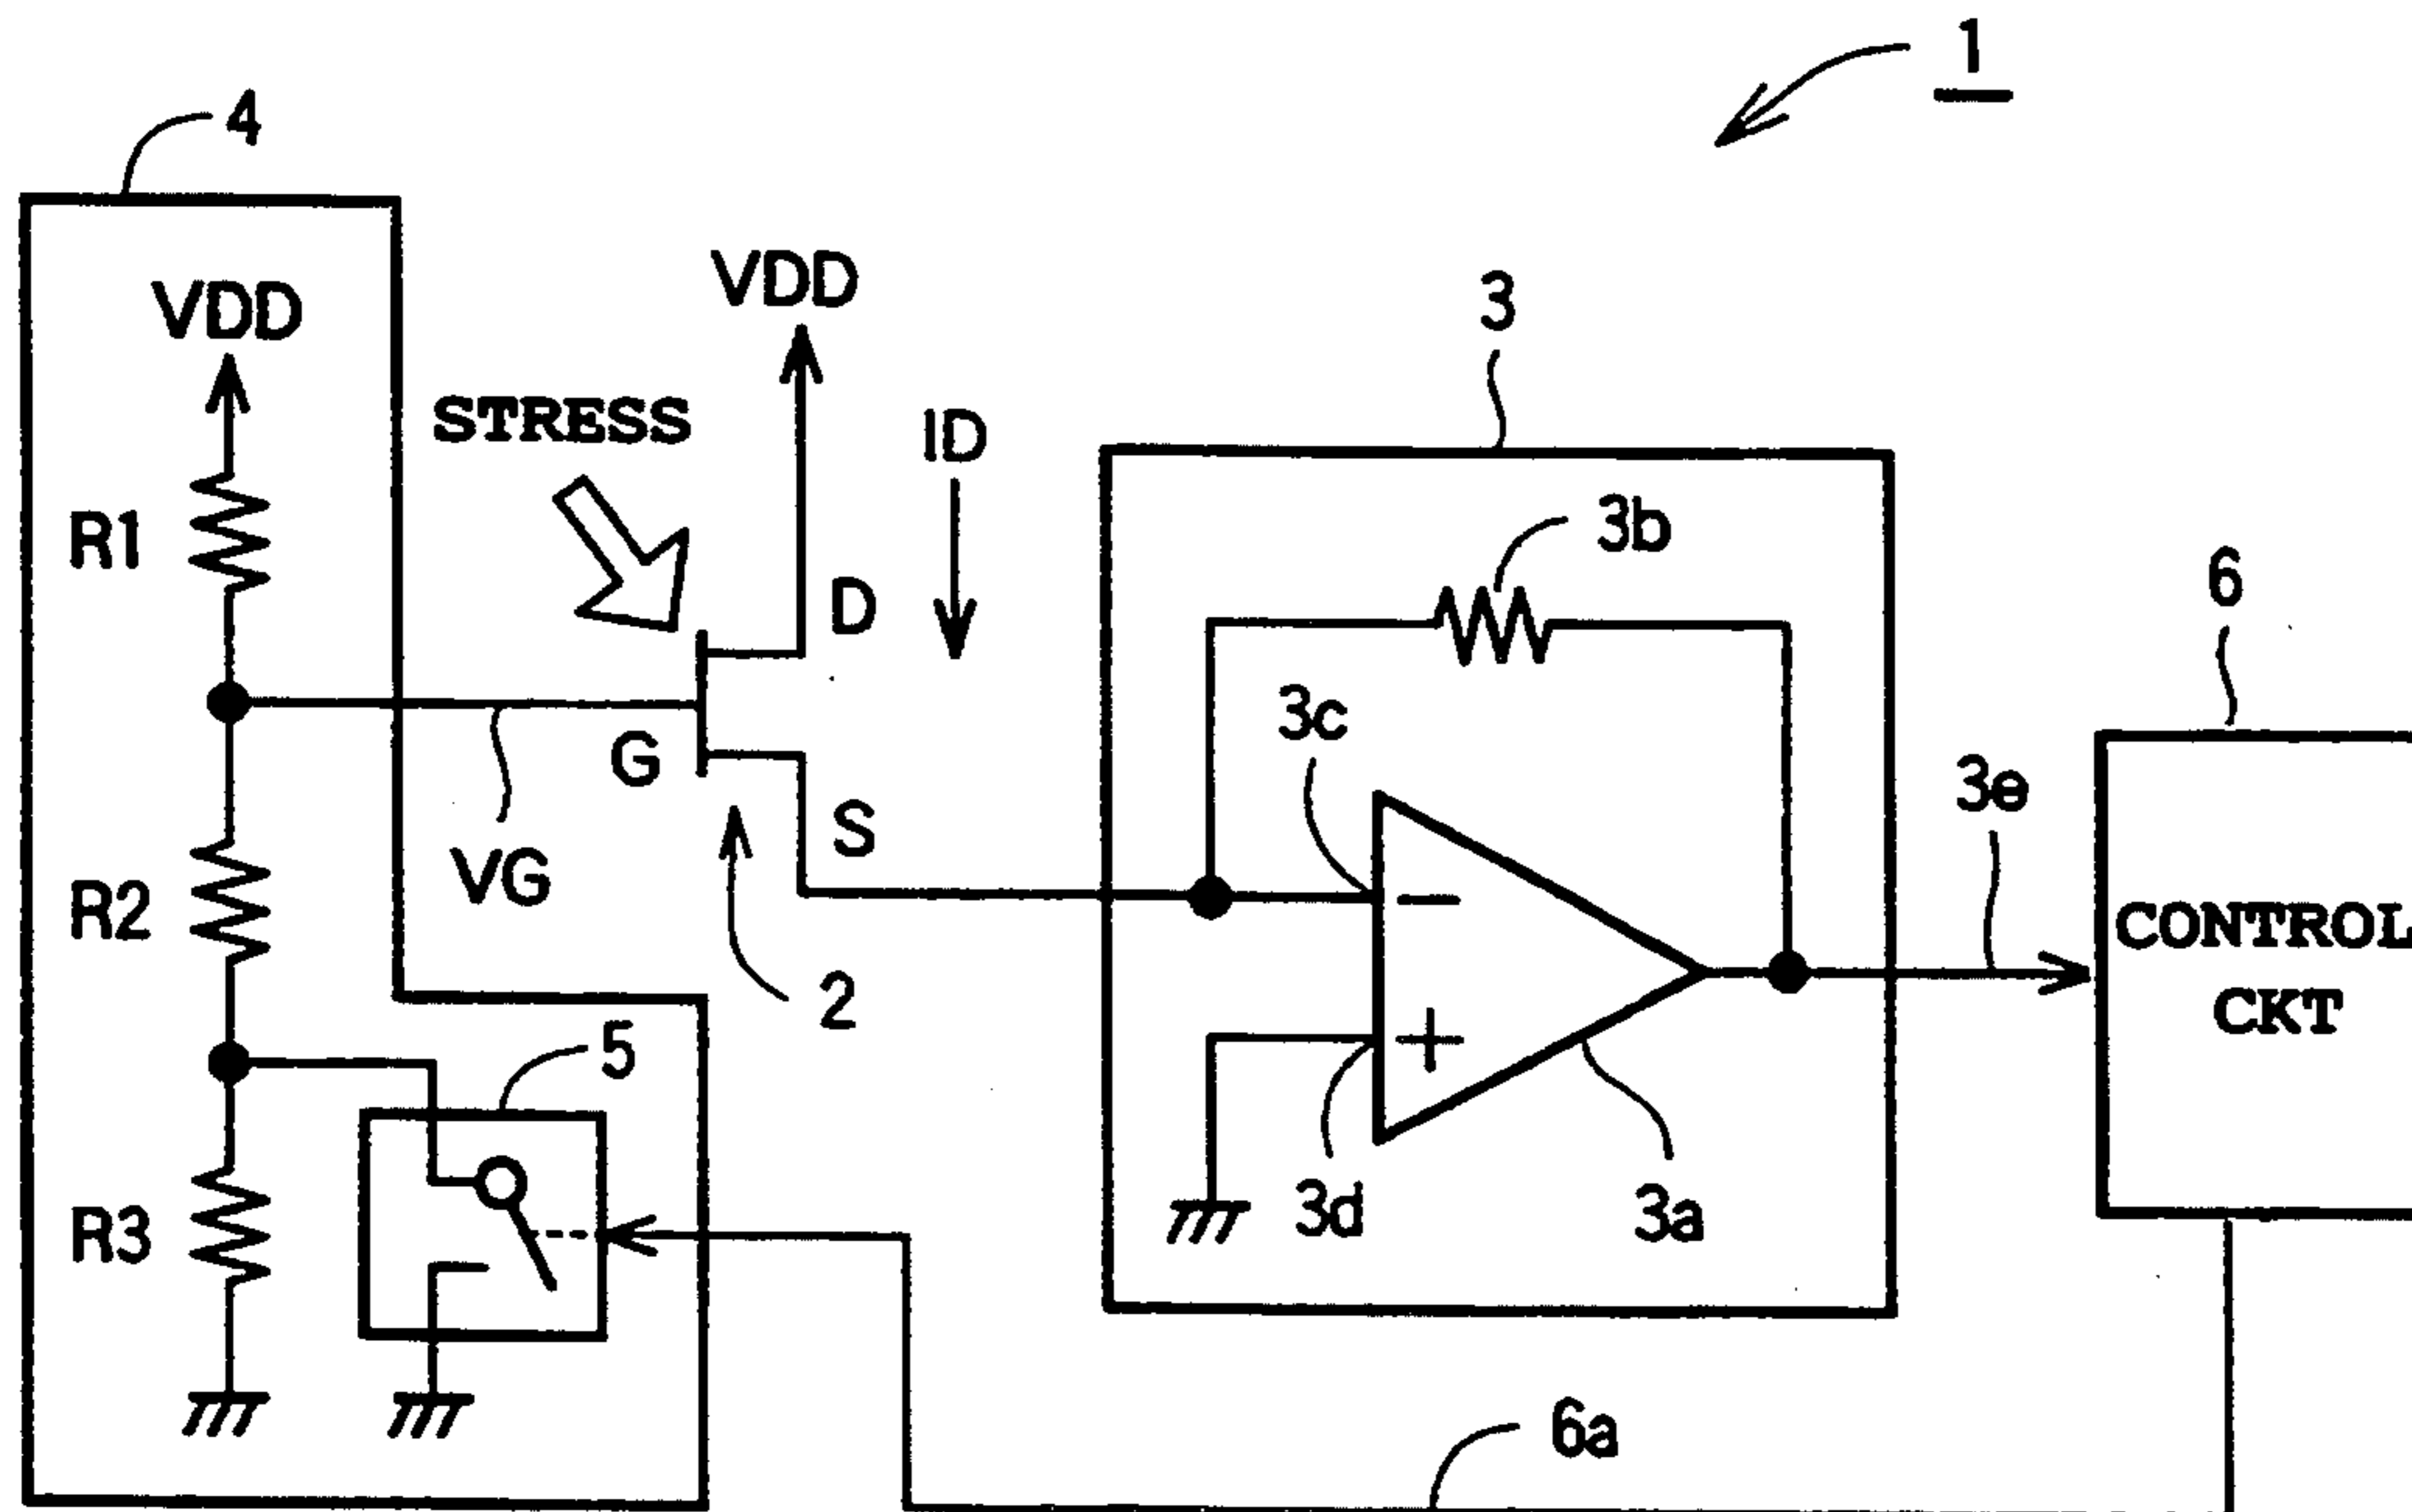 1
4
VDD
VDD
3
STRESS
ID
R1
3b
6
D
3c
G
3e
S
VG
R2
CONTROL
CKT
2
5
3d
3a
R3
6a